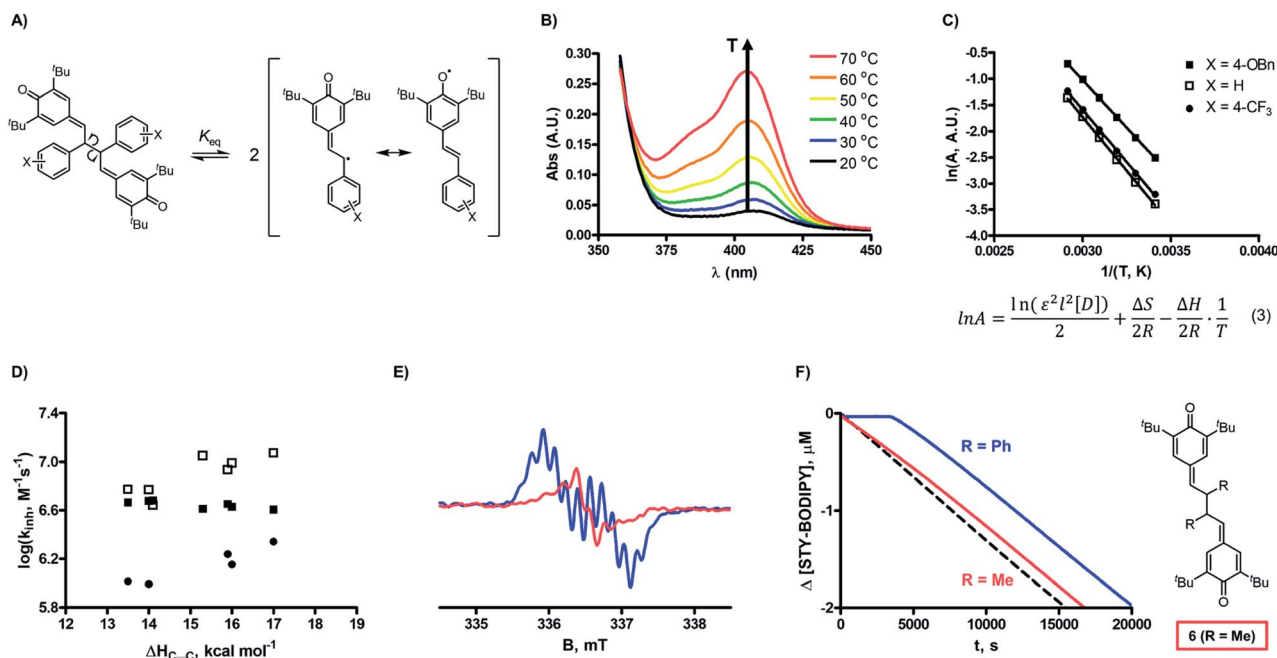 A)
O
tBu
tBu
X
X
tBu
O
tBu
Keq
2
O
tBu
tBu
•
X
O•
tBu
tBu
X
B)
Abs (A.U.)
0.30
0.25
0.20
0.15
0.10
0.05
0.00
350
375
400
425
450
λ (nm)
T
70 °C
60 °C
50 °C
40 °C
30 °C
20 °C
C)
ln(A, A.U.)
0.0
-0.5
-1.0
-1.5
-2.0
-2.5
-3.0
-3.5
-4.0
0.0025
0.0030
0.0035
0.0040
1/(T, K)
X = 4-OBn
X = H
X = 4-CF3
lnA = ln( ε²l²[D])/2 + ΔS/2R − ΔH/2R · 1/T (3)
D)
log(kinh, M-1s-1)
7.4
7.0
6.6
6.2
5.8
12
13
14
15
16
17
18
19
ΔHC–C, kcal mol-1
E)
335
336
337
338
B, mT
F)
Δ [STY-BODIPY], μM
0
-1
-2
0
5000
10000
15000
20000
t, s
R = Ph
R = Me
O
tBu
tBu
R
R
tBu
tBu
O
6 (R = Me)